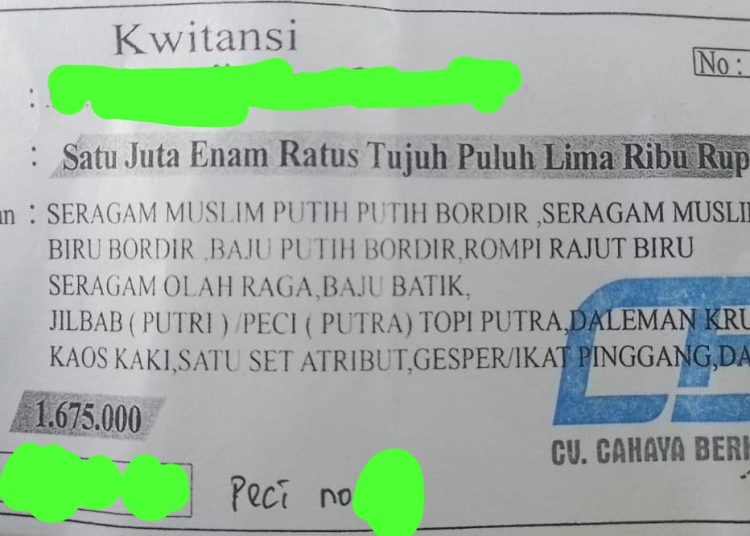 Kwitansi
No :
:
: Satu Juta Enam Ratus Tujuh Puluh Lima Ribu Rup
an : SERAGAM MUSLIM PUTIH PUTIH BORDIR ,SERAGAM MUSLI
BIRU BORDIR ,BAJU PUTIH BORDIR,ROMPI RAJUT BIRU
SERAGAM OLAH RAGA,BAJU BATIK,
JILBAB ( PUTRI ) /PECI ( PUTRA) TOPI PUTRA,DALEMAN KRU
KAOS KAKI,SATU SET ATRIBUT,GESPER/IKAT PINGGANG,DA
1.675.000
CV. CAHAYA BERK
Peci no